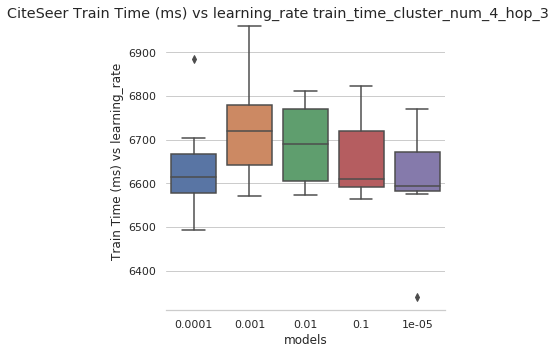 CiteSeer Train Time (ms) vs learning_rate train_time_cluster_num_4_hop_3
Train Time (ms) vs learning_rate
6900
6800
6700
6600
6500
6400
0.0001 0.001 0.01 0.1 1e-05
models